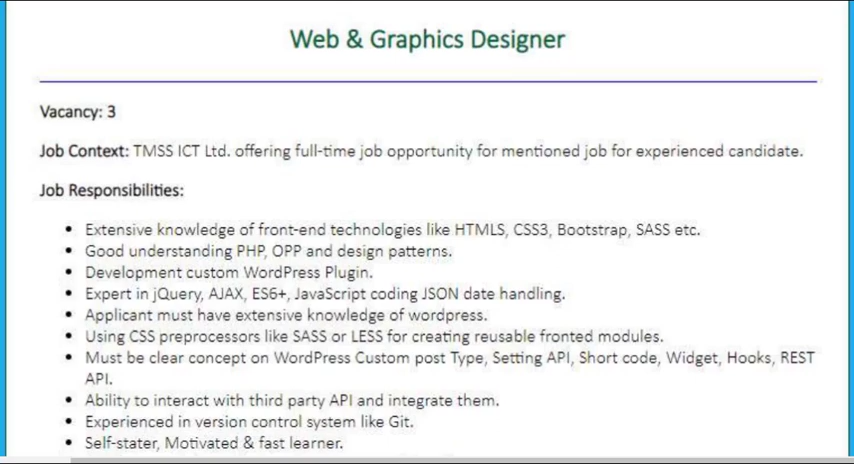 Web & Graphics Designer
Vacancy: 3
Job Context: TMSS ICT Ltd. offering full-time job opportunity for mentioned job for experienced candidate.
Job Responsibilities:
• Extensive knowledge of front-end technologies like HTMLS, CSS3, Bootstrap, SASS etc.
• Good understanding PHP, OPP and design patterns.
• Development custom WordPress Plugin.
• Expert in jQuery, AJAX, ES6+, JavaScript coding JSON date handling.
• Applicant must have extensive knowledge of wordpress.
• Using CSS preprocessors like SASS or LESS for creating reusable fronted modules.
• Must be clear concept on WordPress Custom post Type, Setting API, Short code, Widget, Hooks, REST
API.
• Ability to interact with third party API and integrate them.
• Experienced in version control system like Git.
• Self-stater, Motivated & fast learner.